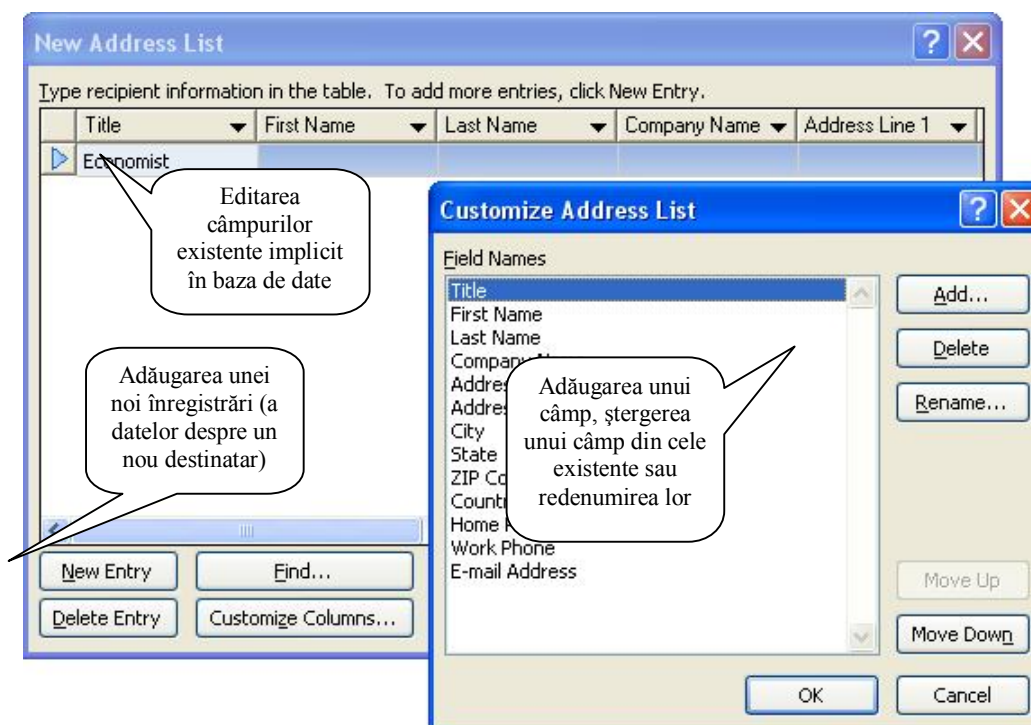 New Address List
Type recipient information in the table. To add more entries, click New Entry.
Title
First Name
Last Name
Company Name
Address Line 1
Economist
Editarea
câmpurilor
existente implicit
în baza de date
Adăugarea unei
noi înregistrări (a
datelor despre un
nou destinatar)
New Entry
Find...
Delete Entry
Customize Columns...
Customize Address List
Field Names
Title
First Name
Last Name
Company
City
State
ZIP
Home
Work Phone
E-mail Address
Adăugarea unui
câmp, ştergerea
unui câmp din cele
existente sau
redenumirea lor
Add...
Delete
Rename...
Move Up
Move Down
OK
Cancel